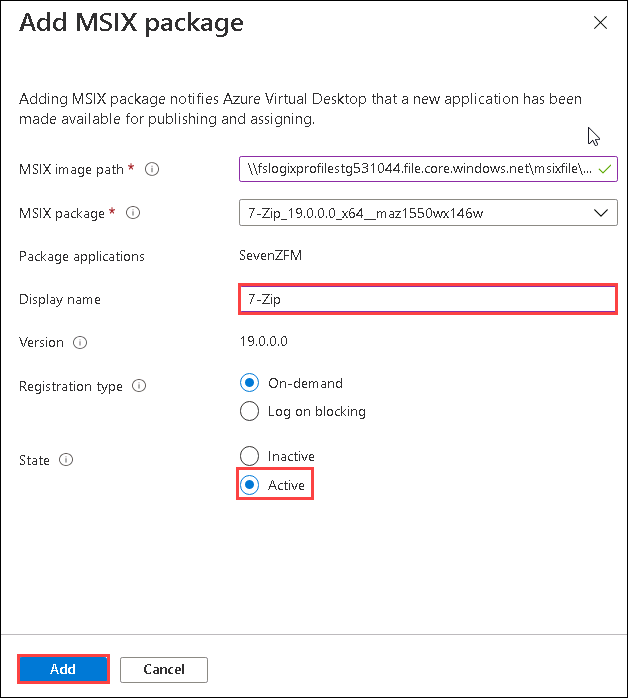 Add MSIX package
Adding MSIX package notifies Azure Virtual Desktop that a new application has been
made available for publishing and assigning.
MSIX image path * \\fslogixprofilestg531044.file.core.windows.net\msixfile\...
MSIX package * 7-Zip_19.0.0.0_x64__maz1550wx146w
Package applications SevenZFM
Display name 7-Zip
Version 19.0.0.0
Registration type On-demand
Log on blocking
State Inactive
Active
Add Cancel